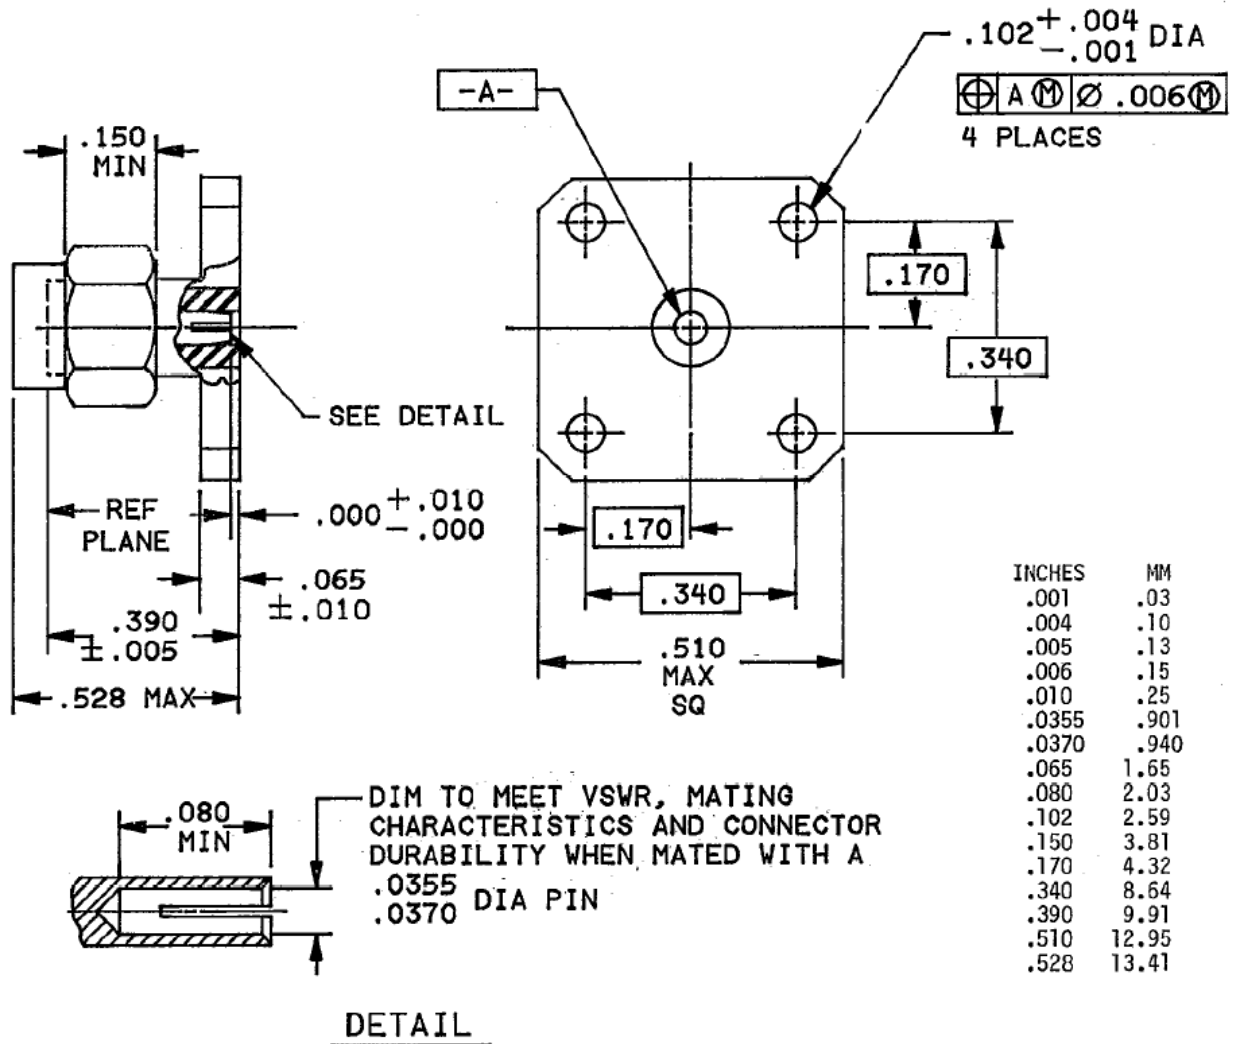 .102 +.004 -.001 DIA
⌖ A Ⓜ Ø .006 Ⓜ
4 PLACES
-A-
.150
MIN
.170
.340
SEE DETAIL
REF
PLANE
.000 +.010 -.000
.065
±.010
.390
±.005
.528 MAX
.170
.340
.510
MAX
SQ
INCHES MM
.001 .03
.004 .10
.005 .13
.006 .15
.010 .25
.0355 .901
.0370 .940
.065 1.65
.080 2.03
.102 2.59
.150 3.81
.170 4.32
.340 8.64
.390 9.91
.510 12.95
.528 13.41
.080
MIN
DIM TO MEET VSWR, MATING
CHARACTERISTICS AND CONNECTOR
DURABILITY WHEN MATED WITH A
.0355
.0370 DIA PIN
DETAIL